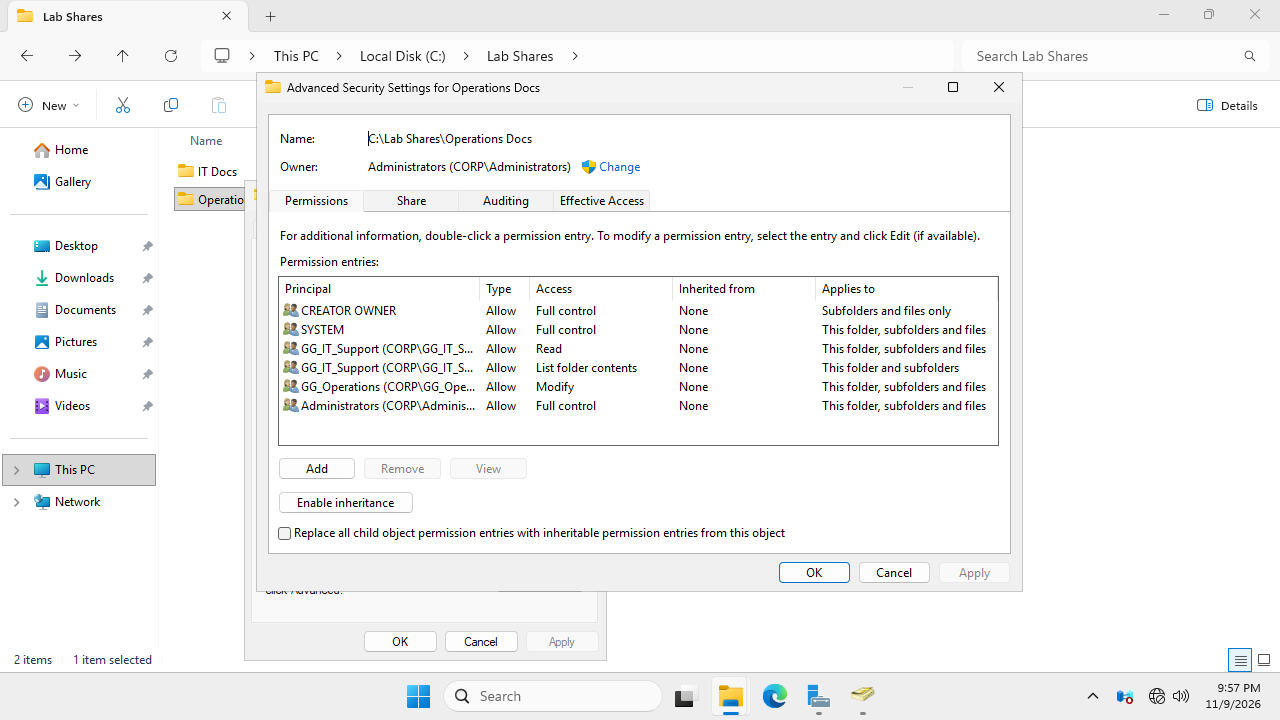 Lab Shares
This PC
Local Disk (C:)
Lab Shares
Search Lab Shares
New
Details
Advanced Security Settings for Operations Docs
Home
Gallery
Desktop
Downloads
Documents
Pictures
Music
Videos
This PC
Network
Name
IT Docs
Operatio
Name:
C:\Lab Shares\Operations Docs
Owner:
Administrators (CORP\Administrators)
Change
Permissions
Share
Auditing
Effective Access
For additional information, double-click a permission entry. To modify a permission entry, select the entry and click Edit (if available).
Permission entries:
Principal Type Access Inherited from Applies to
CREATOR OWNER Allow Full control None Subfolders and files only
SYSTEM Allow Full control None This folder, subfolders and files
GG_IT_Support (CORP\GG_IT_S... Allow Read None This folder, subfolders and files
GG_IT_Support (CORP\GG_IT_S... Allow List folder contents None This folder and subfolders
GG_Operations (CORP\GG_Ope... Allow Modify None This folder, subfolders and files
Administrators (CORP\Adminis... Allow Full control None This folder, subfolders and files
Add
Remove
View
Enable inheritance
Replace all child object permission entries with inheritable permission entries from this object
OK
Cancel
Apply
click Advanced.
OK
Cancel
Apply
2 items
1 item selected
Search
9:57 PM
11/9/2026